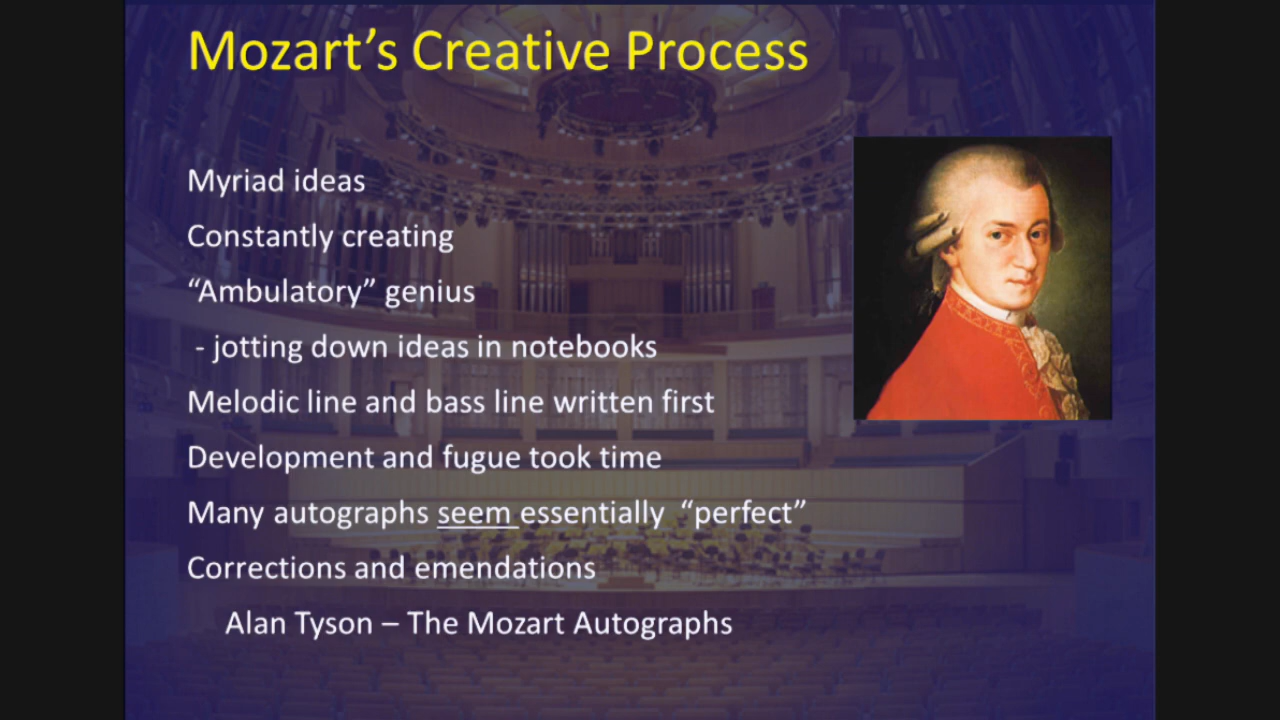 Mozart’s Creative Process
Myriad ideas
Constantly creating
“Ambulatory” genius
- jotting down ideas in notebooks
Melodic line and bass line written first
Development and fugue took time
Many autographs seem essentially “perfect”
Corrections and emendations
Alan Tyson – The Mozart Autographs